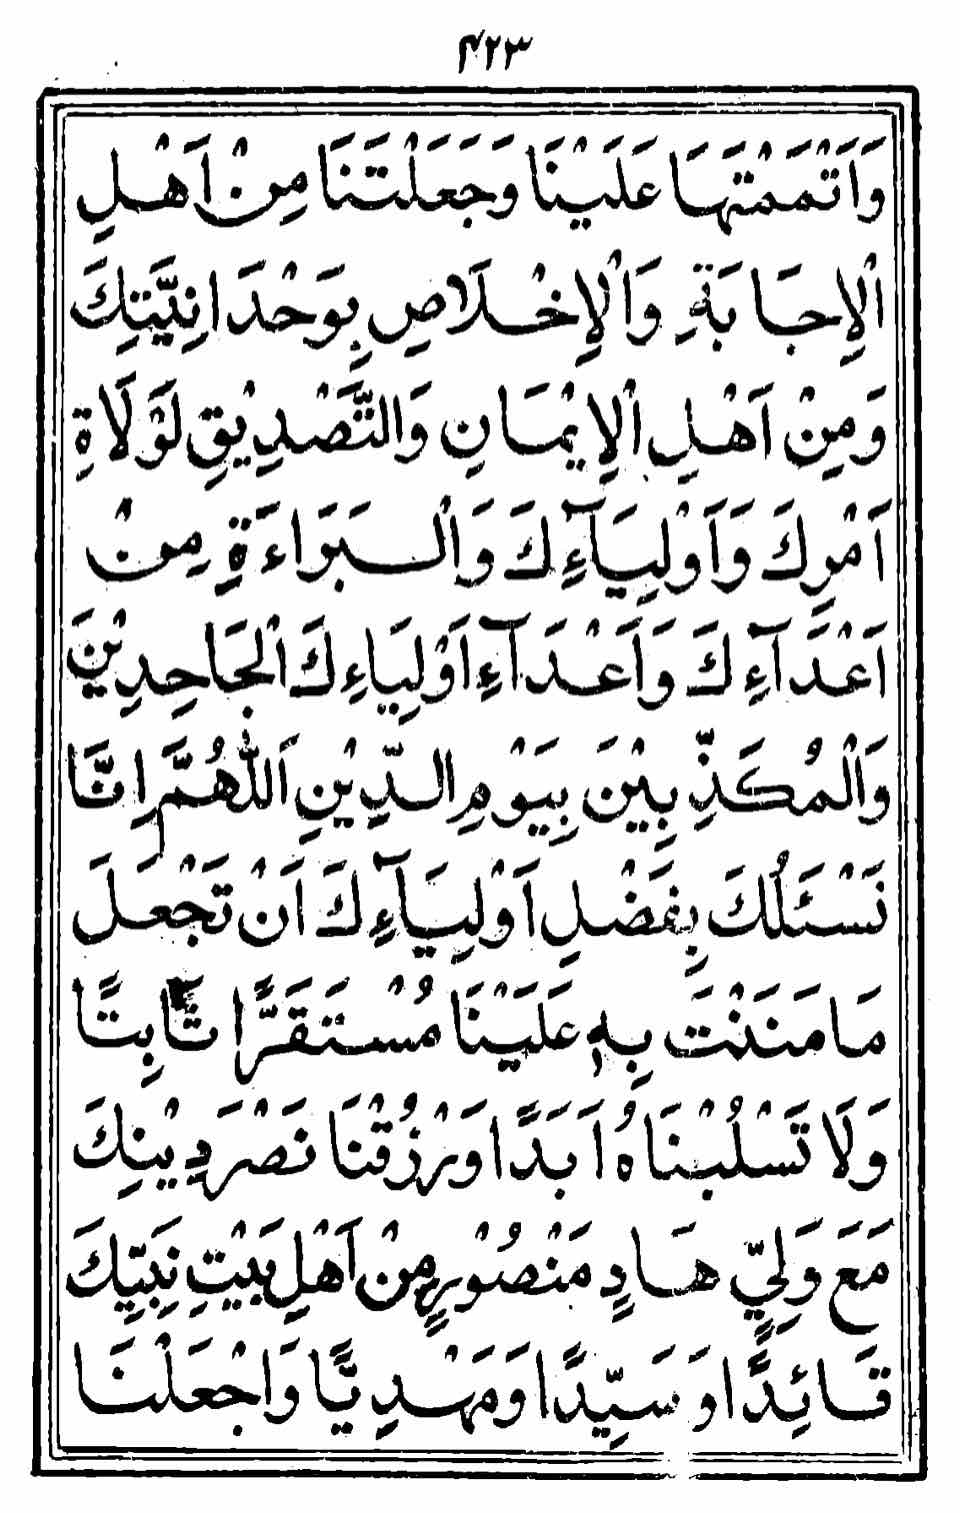 ۴۲۳
وَاَتْمَمْتَهَا عَلَيْنَا وَجَعَلْتَنَا مِنْ اَهْلِ
الْاِجَابَةِ وَالْاِخْلَاصِ بِوَحْدَانِيَّتِكَ
وَمِنْ اَهْلِ الْاِيْمَانِ وَالتَّصْدِيْقِ لَوْلَاةِ
اَمْرِكَ وَاَوْلِيَآءِكَ وَالْبَرَاءَةِ مِنْ
اَعْدَآءِكَ وَاَعْدَآءِ اَوْلِيَاءِكَ الْجَاحِدِيْنَ
وَالْمُكَذِّبِيْنَ بِيَوْمِ الدِّيْنِ اَللّٰهُمَّ اِنَّا
نَسْئَلُكَ بِفَضْلِ اَوْلِيَآءِكَ اَنْ تَجْعَلَ
مَا مَنَنْتَ بِهٖ عَلَيْنَا مُسْتَقَرًّا ثَابِتًا
وَلَا تَسْلُبْنَاهُ اَبَدًا وَرْزُقْنَا نَصْرَ دِيْنِكَ
مَعَ وَلِيٍّ هَادٍ مَنْصُوْرٍ مِنْ اَهْلِ بَيْتِ نَبِيِّكَ
قَائِدًا وَ سَيِّدًا وَمَهْدِيًّا وَاجْعَلْنَا